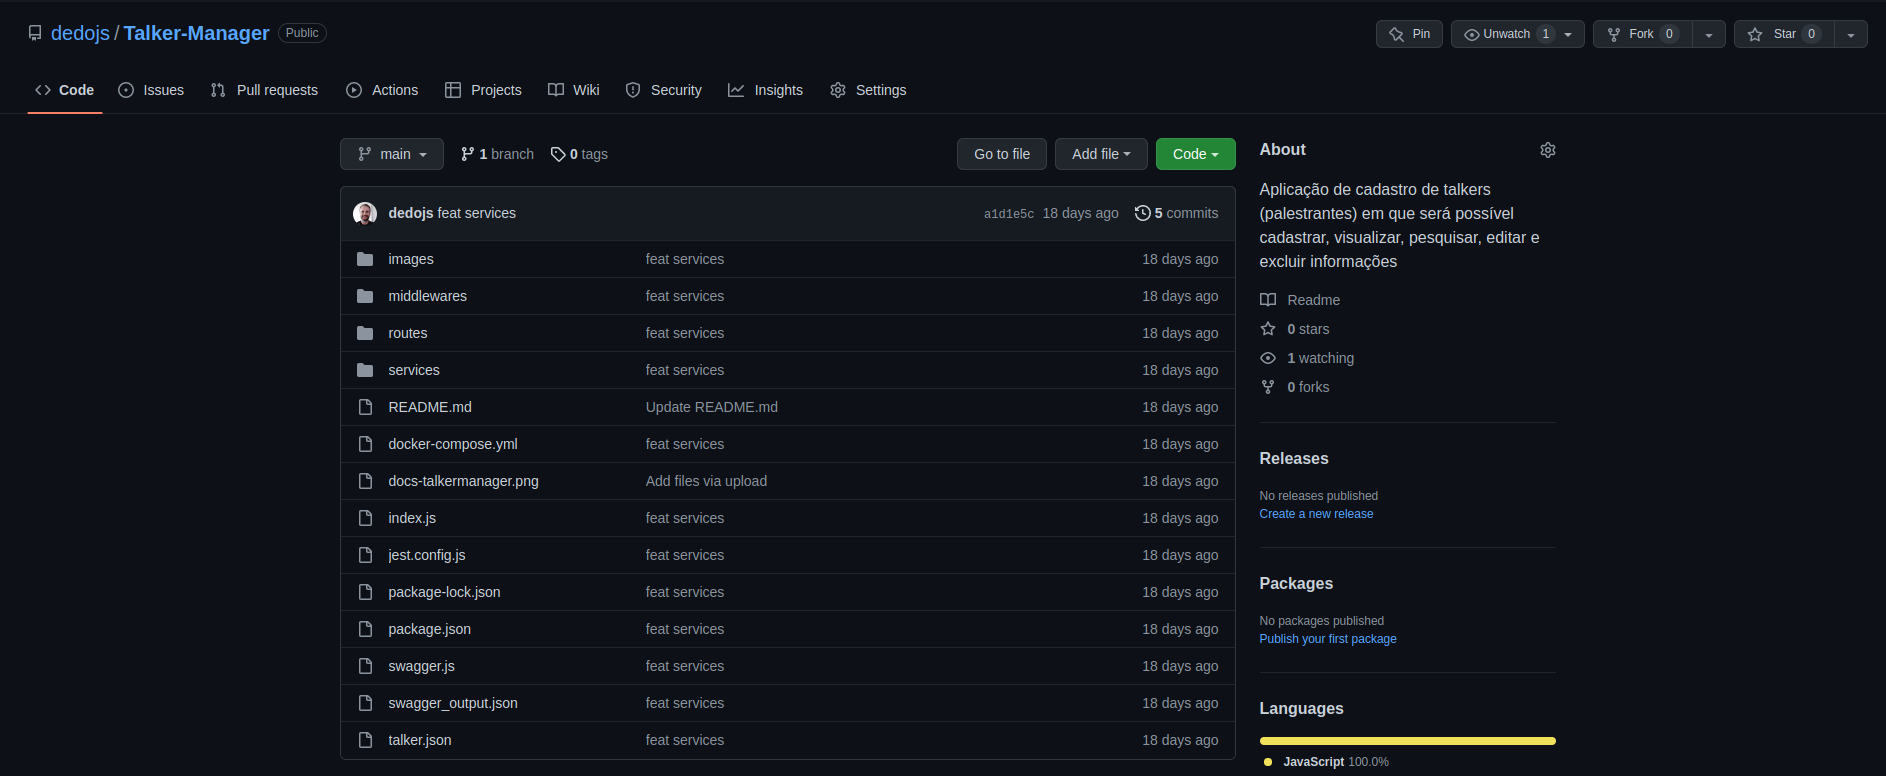 dedojs / Talker-Manager Public
Pin Unwatch 1 Fork 0 Star 0
Code Issues Pull requests Actions Projects Wiki Security Insights Settings
main 1 branch 0 tags Go to file Add file Code
dedojs feat services a1d1e5c 18 days ago 5 commits
images feat services 18 days ago
middlewares feat services 18 days ago
routes feat services 18 days ago
services feat services 18 days ago
README.md Update README.md 18 days ago
docker-compose.yml feat services 18 days ago
docs-talkermanager.png Add files via upload 18 days ago
index.js feat services 18 days ago
jest.config.js feat services 18 days ago
package-lock.json feat services 18 days ago
package.json feat services 18 days ago
swagger.js feat services 18 days ago
swagger_output.json feat services 18 days ago
talker.json feat services 18 days ago
About
Aplicação de cadastro de talkers
(palestrantes) em que será possível
cadastrar, visualizar, pesquisar, editar e
excluir informações
Readme
0 stars
1 watching
0 forks
Releases
No releases published
Create a new release
Packages
No packages published
Publish your first package
Languages
JavaScript 100.0%